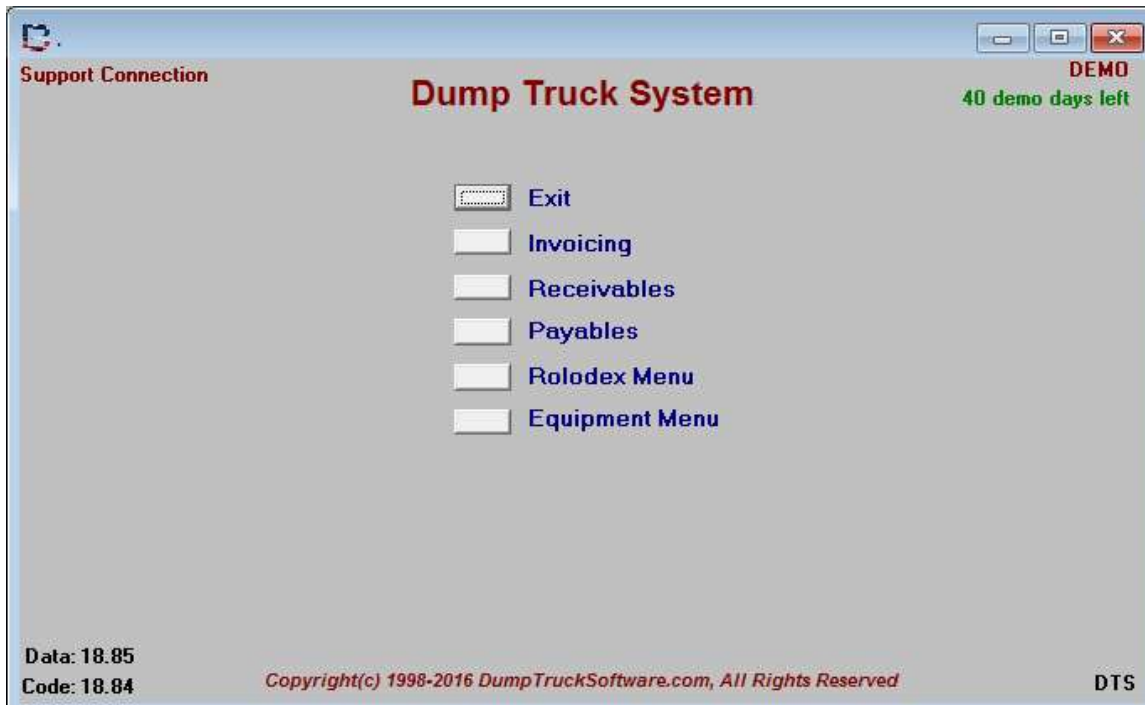 Support Connection
Dump Truck System
DEMO
40 demo days left
Exit
Invoicing
Receivables
Payables
Rolodex Menu
Equipment Menu
Data: 18.85
Code: 18.84
Copyright(c) 1998-2016 DumpTruckSoftware.com, All Rights Reserved
DTS